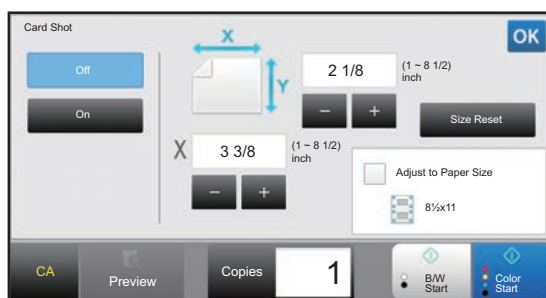 Card Shot
OK
X
Off
2 1/8
(1 ~ 8 1/2)
inch
Y
− +
On
Size Reset
X
3 3/8
(1 ~ 8 1/2)
inch
− +
Adjust to Paper Size
8½x11
CA
Preview
Copies
1
B/W
Start
Color
Start